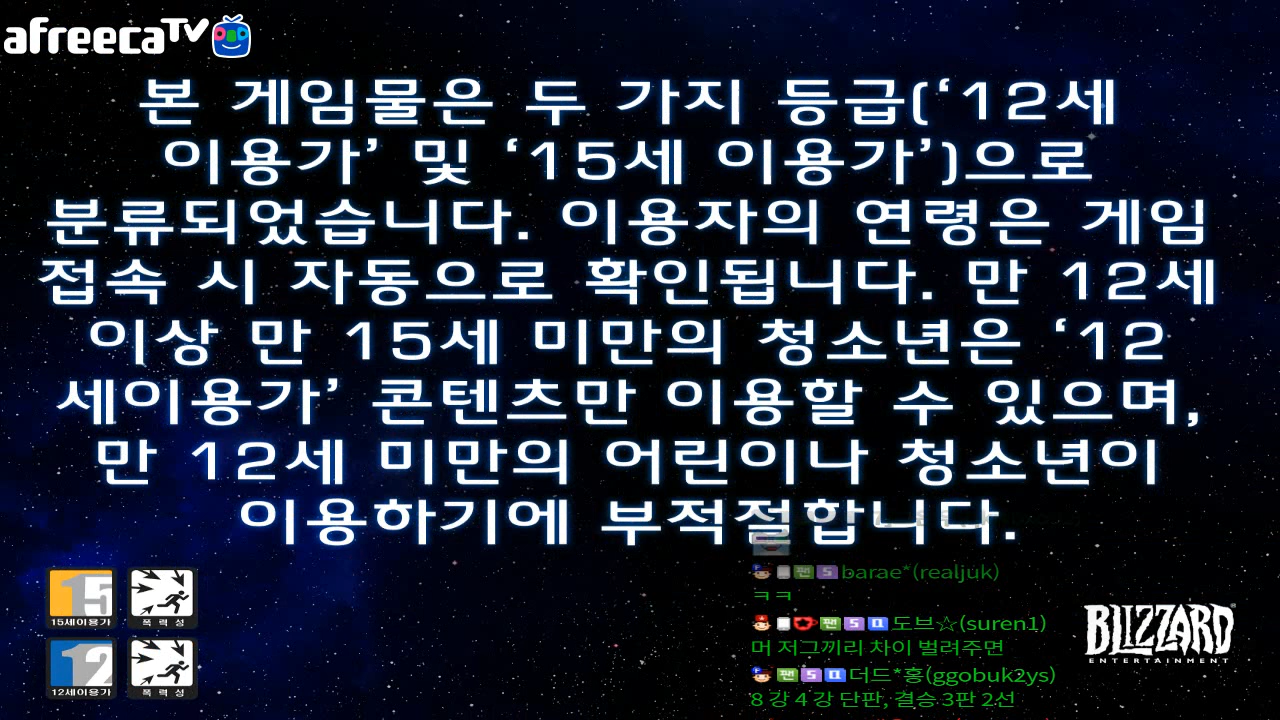 afreecaTV
본 게임물은 두 가지 등급(‘12세
이용가’ 및 ‘15세 이용가’)으로
분류되었습니다. 이용자의 연령은 게임
접속 시 자동으로 확인됩니다. 만 12세
이상 만 15세 미만의 청소년은 ‘12
세이용가’ 콘텐츠만 이용할 수 있으며,
만 12세 미만의 어린이나 청소년이
이용하기에 부적절합니다.
팬 S barae*(realjuk)
ㅋㅋ
팬 S 도브☆(suren1)
머 저그끼리 차이 벌려주면
팬 S 더드*홍(ggobuk2ys)
8 강 4 강 단판, 결승 3판 2선
15
15세이용가
폭력성
12
12세이용가
폭력성
BLIZZARD
ENTERTAINMENT